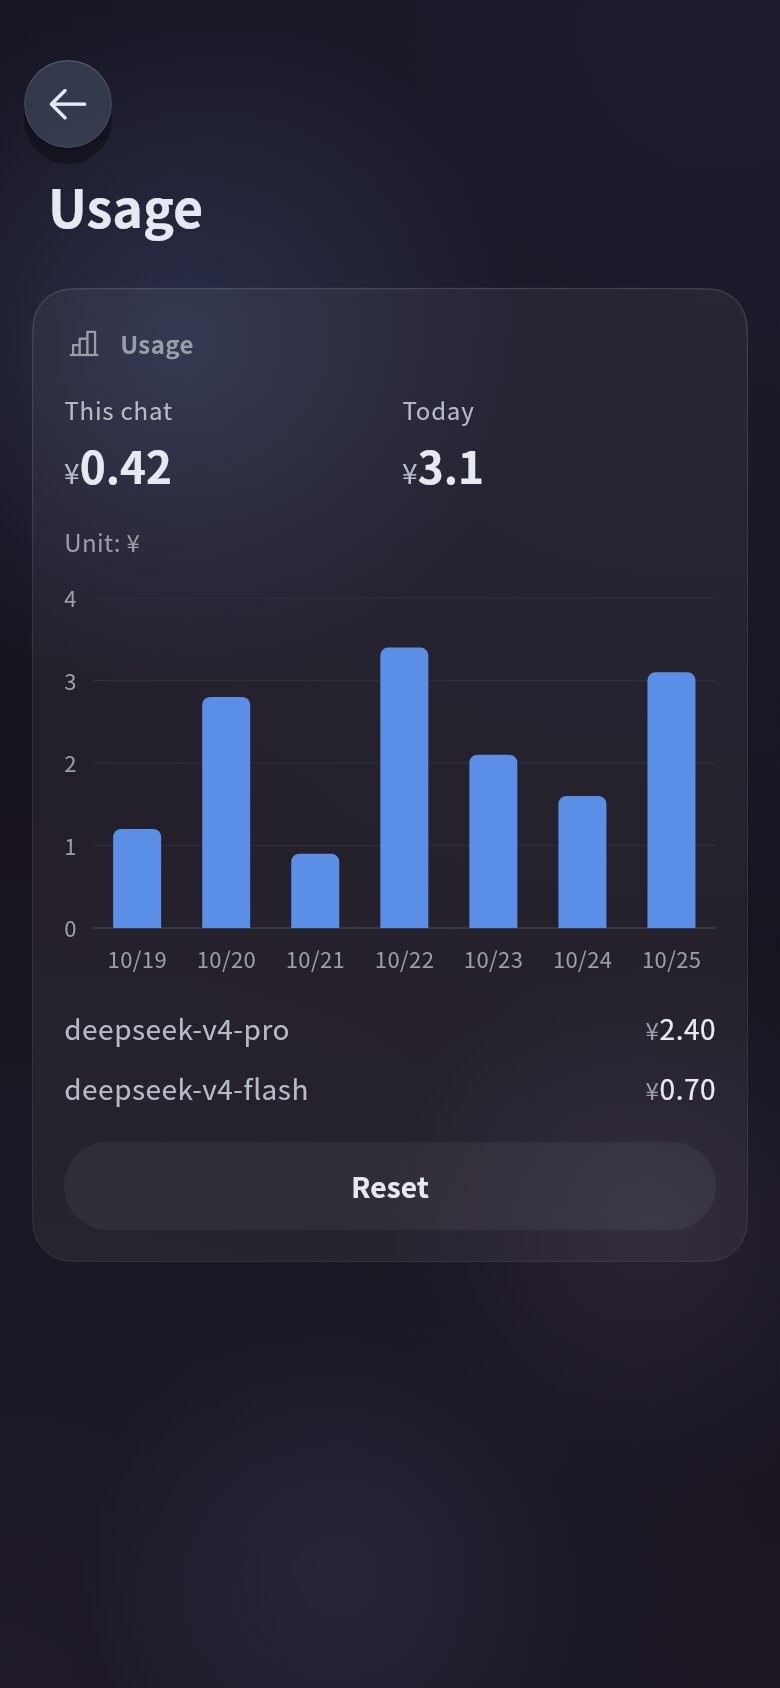 Usage
Usage
This chat Today
¥0.42 ¥3.1
Unit: ¥
4
3
2
1
0
10/19 10/20 10/21 10/22 10/23 10/24 10/25
deepseek-v4-pro ¥2.40
deepseek-v4-flash ¥0.70
Reset